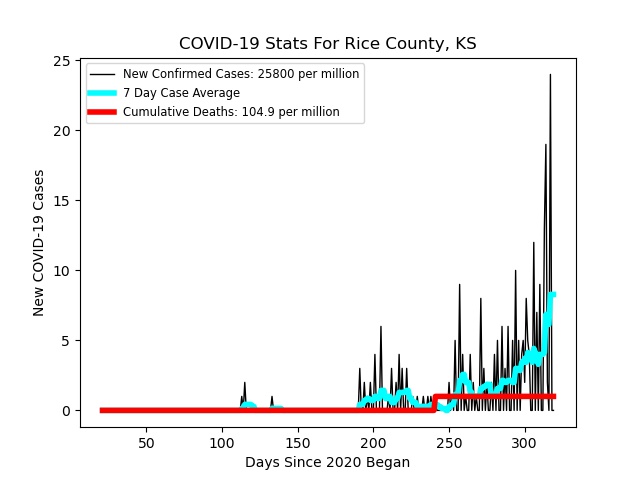 COVID-19 Stats For Rice County, KS
New Confirmed Cases: 25800 per million
7 Day Case Average
Cumulative Deaths: 104.9 per million
New COVID-19 Cases
25
20
15
10
5
0
50 100 150 200 250 300
Days Since 2020 Began